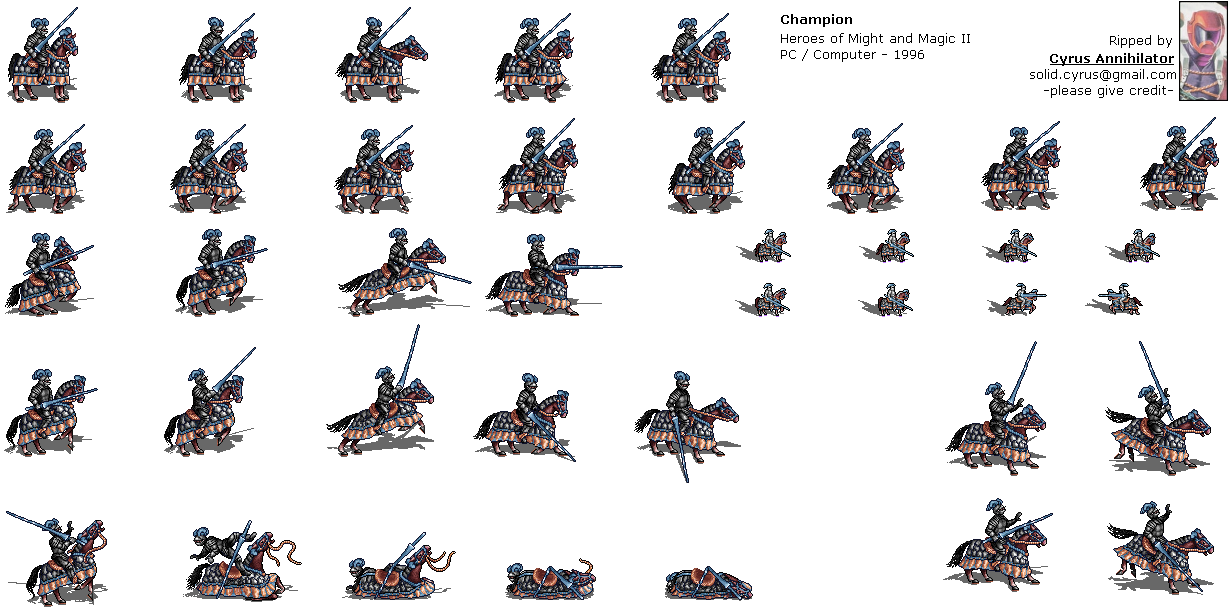 Champion
Heroes of Might and Magic II
PC / Computer - 1996
Ripped by
Cyrus Annihilator
solid.cyrus@gmail.com
-please give credit-